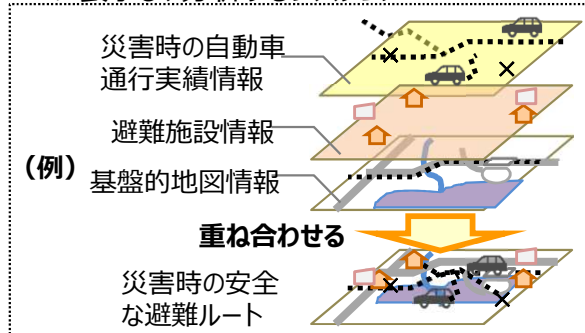 災害時の自動車
通行実績情報
避難施設情報
（例）
基盤的地図情報
重ね合わせる
災害時の安全
な避難ルート